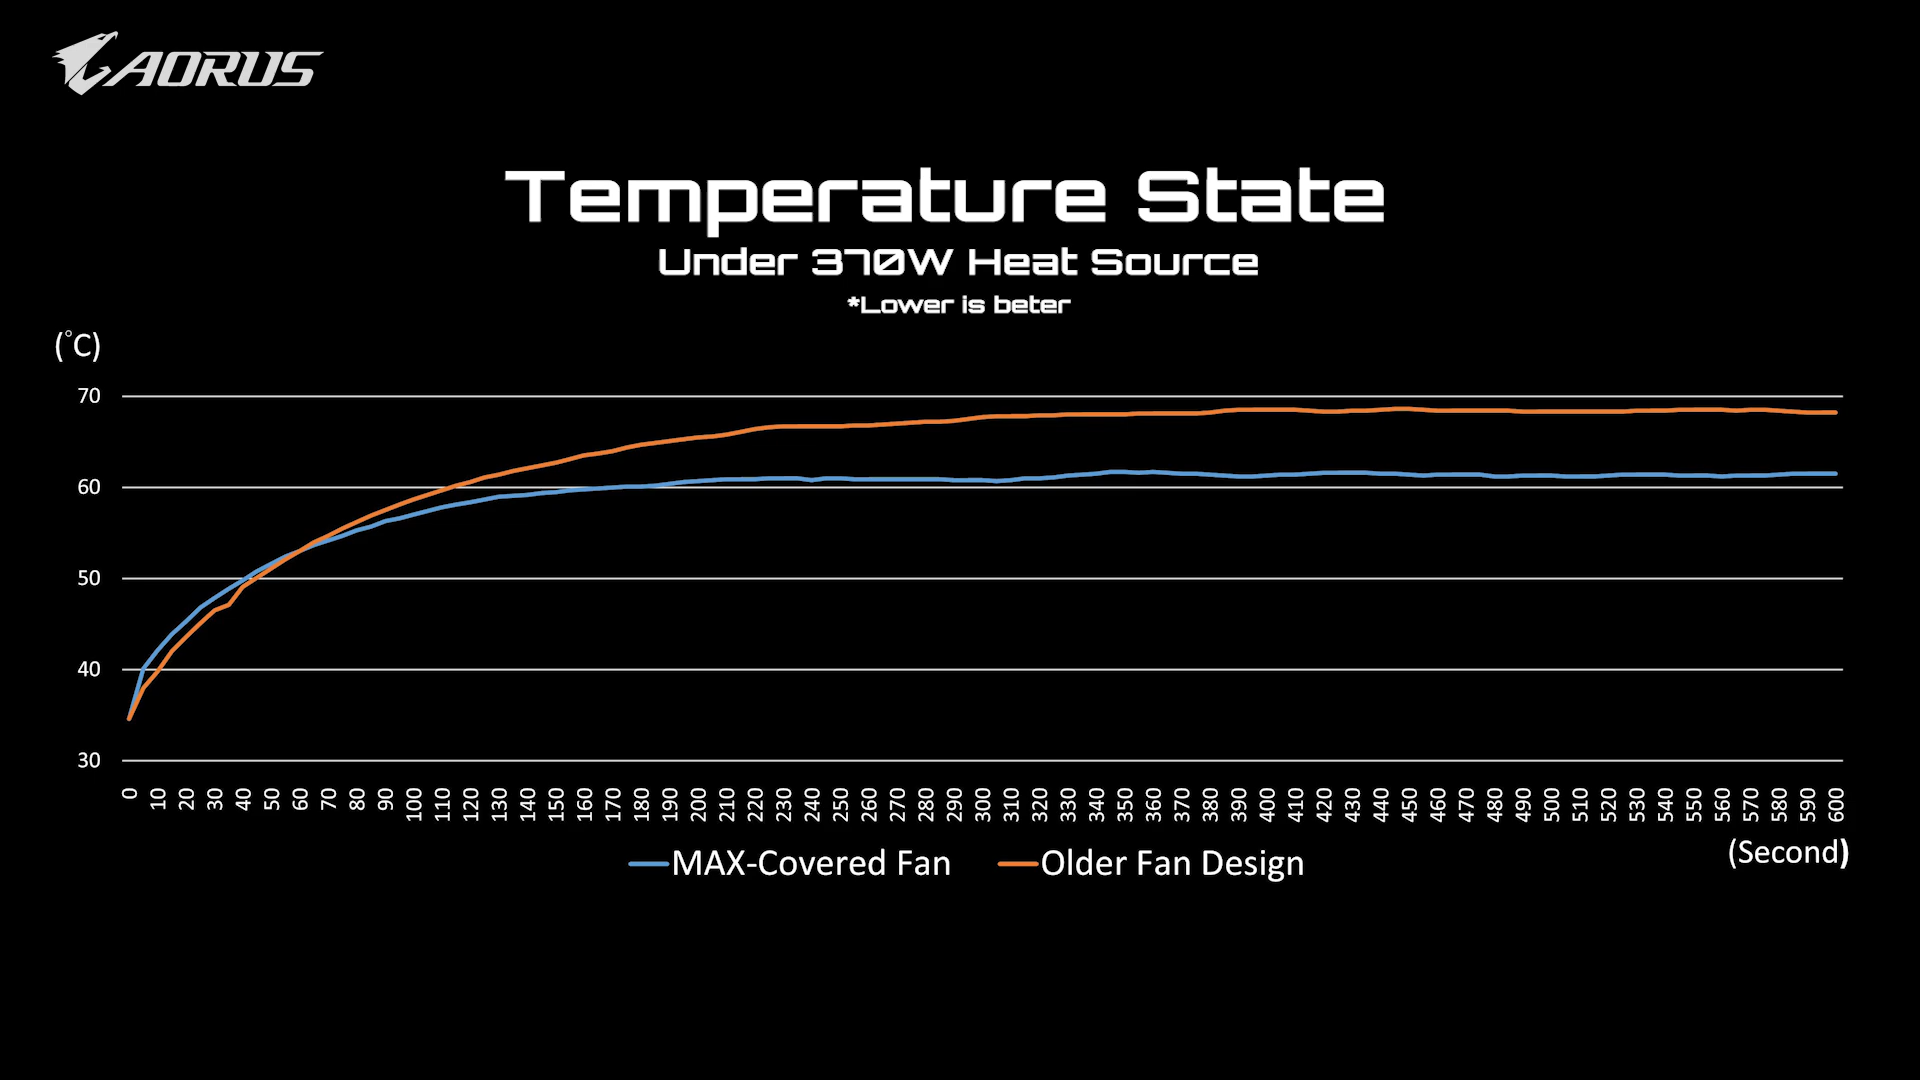 AORUS
Temperature State
Under 370W Heat Source
*Lower is beter
(°C)
70
60
50
40
30
0 10 20 30 40 50 60 70 80 90 100 110 120 130 140 150 160 170 180 190 200 210 220 230 240 250 260 270 280 290 300 310 320 330 340 350 360 370 380 390 400 410 420 430 440 450 460 470 480 490 500 510 520 530 540 550 560 570 580 590 600
(Second)
MAX-Covered Fan Older Fan Design